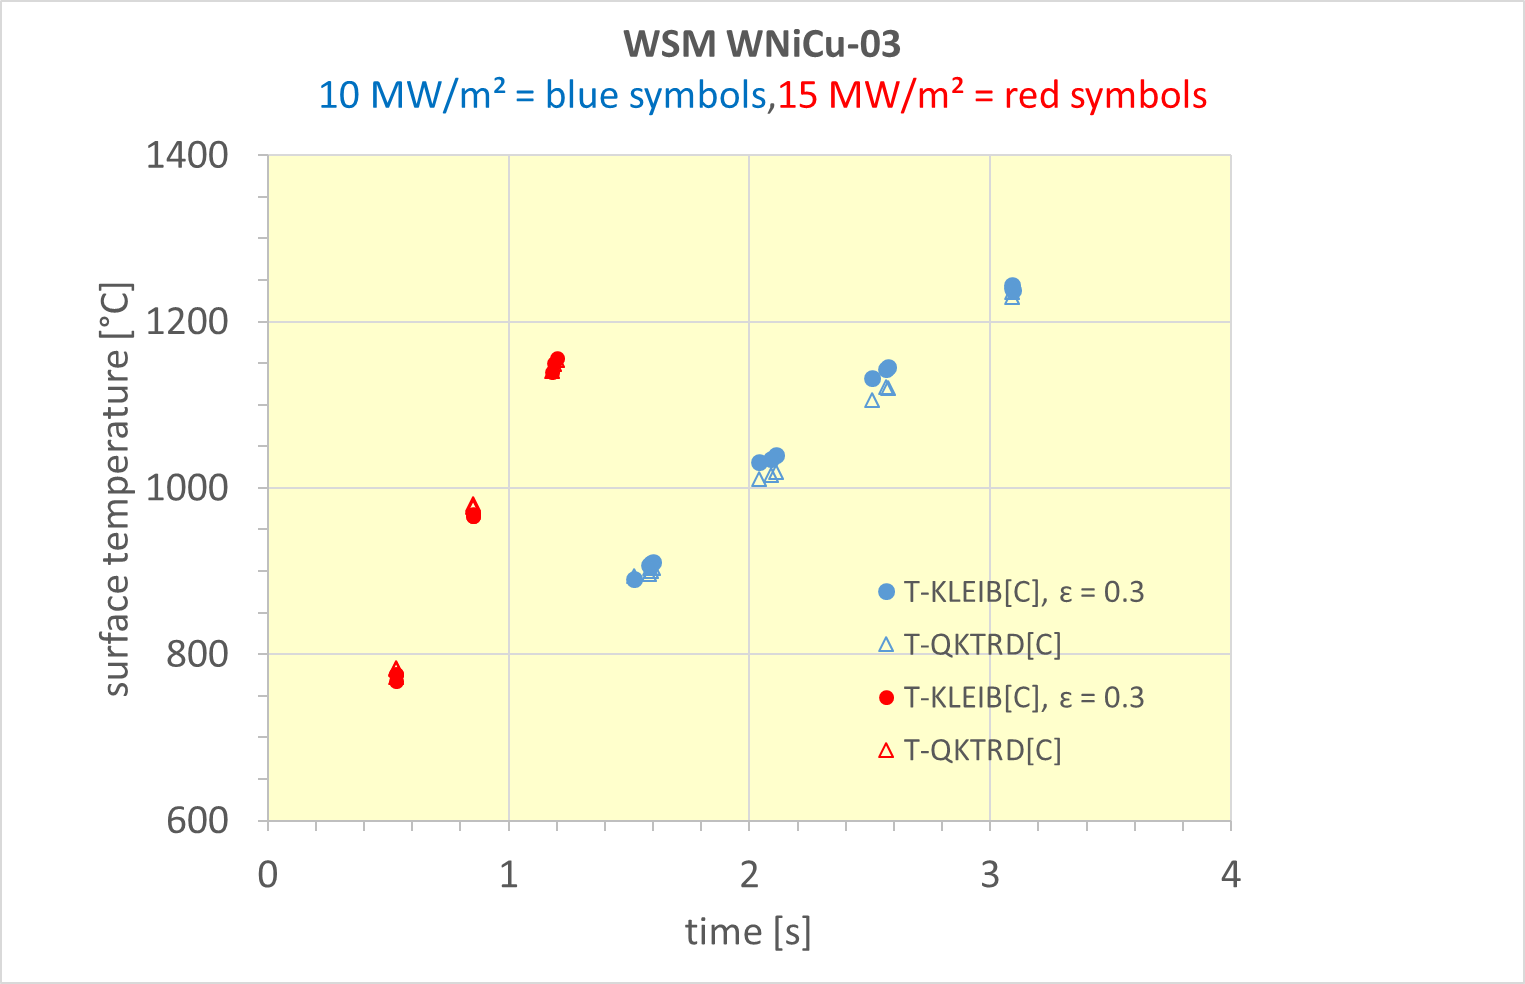 WSM WNiCu-03
10 MW/m² = blue symbols,15 MW/m² = red symbols
surface temperature [°C]
1400
1200
1000
800
600
T-KLEIB[C], ε = 0.3
T-QKTRD[C]
T-KLEIB[C], ε = 0.3
T-QKTRD[C]
0 1 2 3 4
time [s]